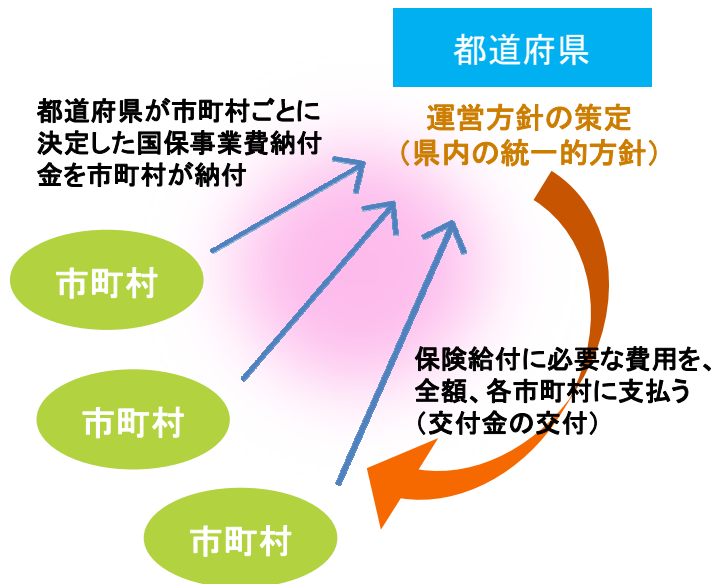 都道府県
運営方針の策定
（県内の統一的方針）
都道府県が市町村ごとに
決定した国保事業費納付
金を市町村が納付
市町村
市町村
市町村
保険給付に必要な費用を、
全額、各市町村に支払う
（交付金の交付）